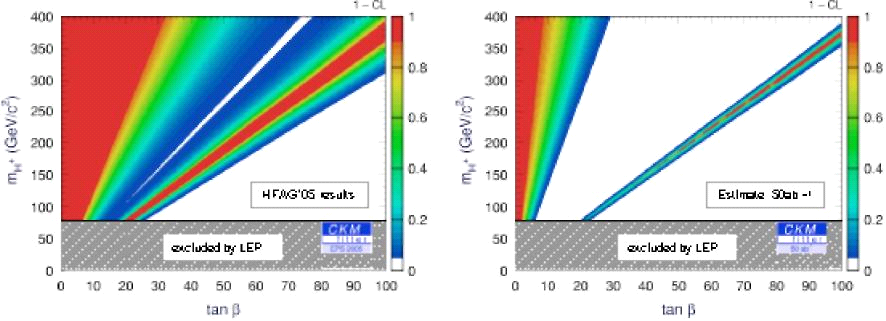 1 – CL
400
350
300
250
200
150
100
50
0
m_H+ (GeV/c²)
HFAG'05 results
excluded by LEP
CKM
fitter
EPS 2005
0 10 20 30 40 50 60 70 80 90 100
tan β
1
0.8
0.6
0.4
0.2
0
1 – CL
400
350
300
250
200
150
100
50
0
m_H+ (GeV/c²)
Estimate 50ab⁻¹
excluded by LEP
CKM
fitter
50 ab
0 10 20 30 40 50 60 70 80 90 100
tan β
1
0.8
0.6
0.4
0.2
0